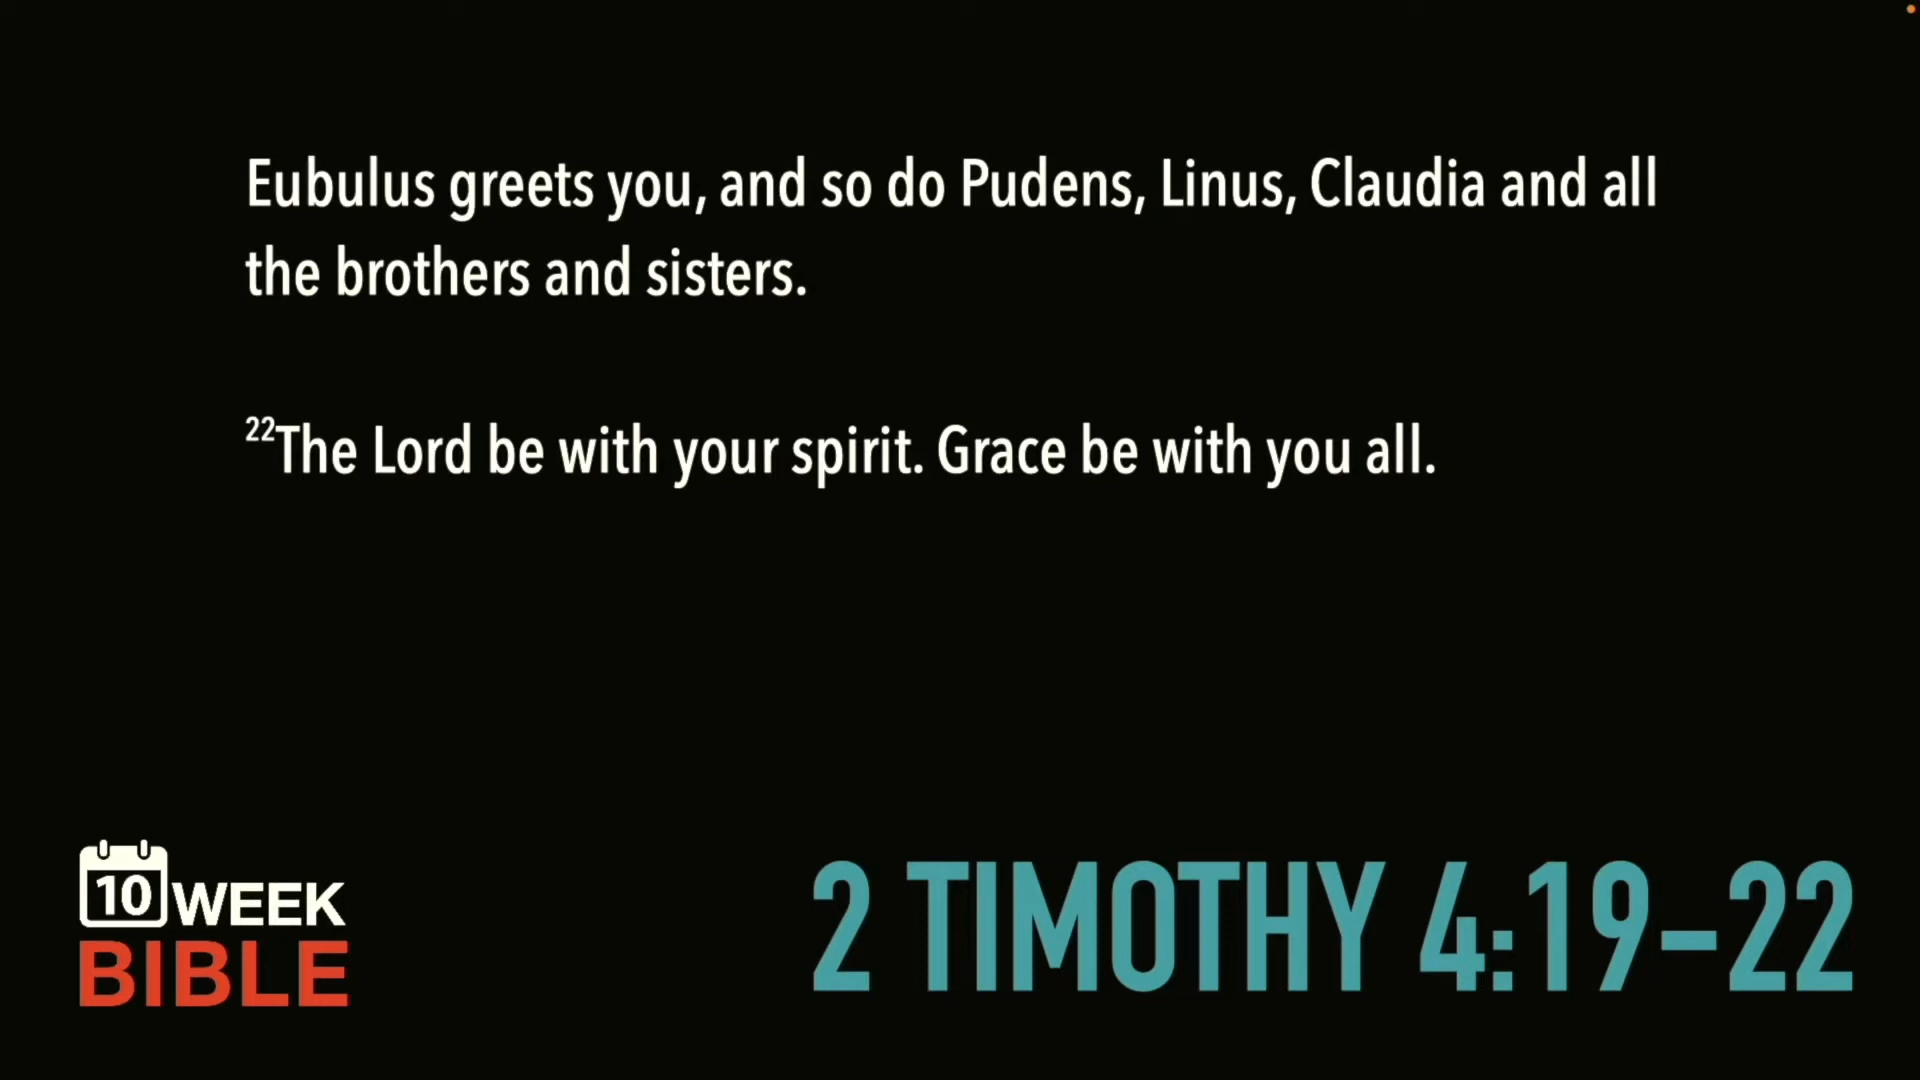 Eubulus greets you, and so do Pudens, Linus, Claudia and all
the brothers and sisters.
22The Lord be with your spirit. Grace be with you all.
10 WEEK
BIBLE
2 TIMOTHY 4:19–22